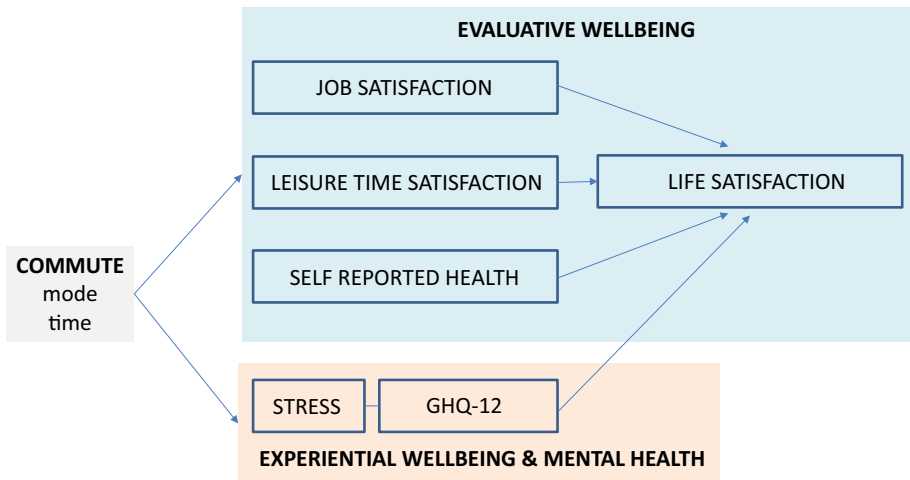 EVALUATIVE WELLBEING
JOB SATISFACTION
LEISURE TIME SATISFACTION
LIFE SATISFACTION
SELF REPORTED HEALTH
COMMUTE
mode
time
STRESS
GHQ-12
EXPERIENTIAL WELLBEING & MENTAL HEALTH